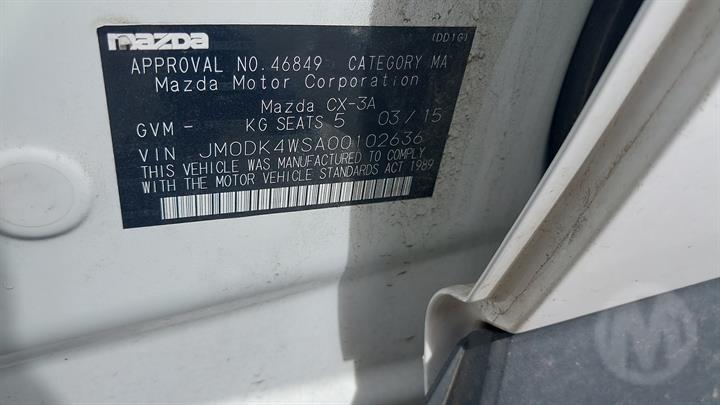 mazda (DD1G)
APPROVAL NO. 46849 CATEGORY MA
Mazda Motor Corporation
Mazda CX-3A
GVM - KG SEATS 5 03/15
VIN JM0DK4WSA00102636
THIS VEHICLE WAS MANUFACTURED TO COMPLY
WITH THE MOTOR VEHICLE STANDARDS ACT 1989
M